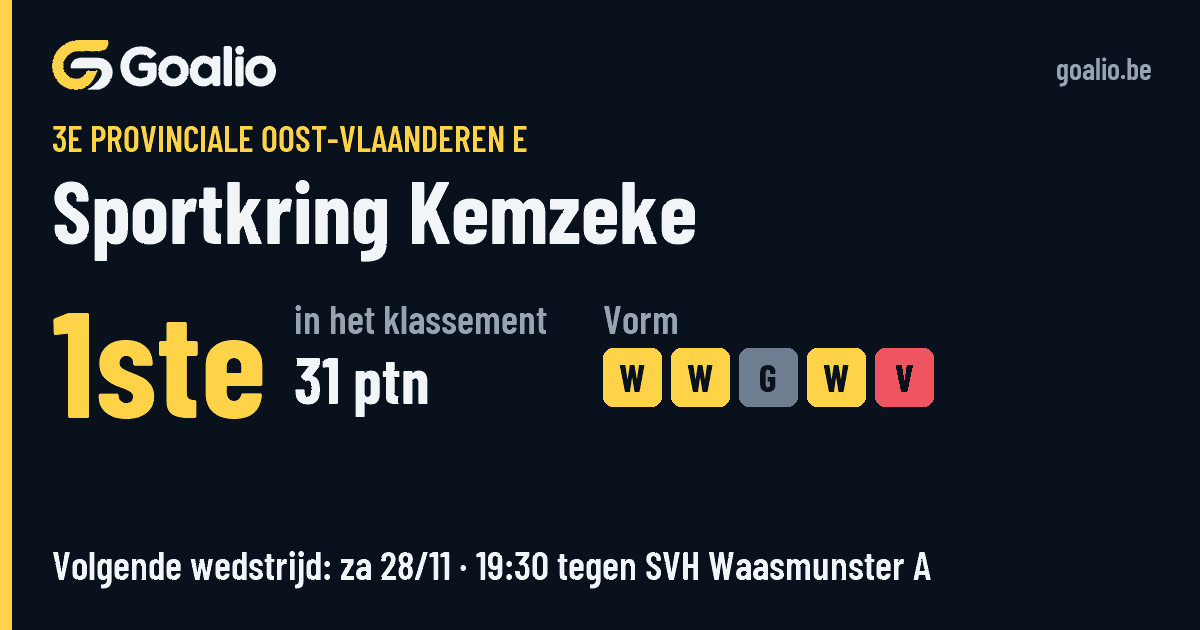 Goalio
goalio.be
3E PROVINCIALE OOST-VLAANDEREN E
Sportkring Kemzeke
1ste
in het klassement
31 ptn
Vorm
W W G W V
Volgende wedstrijd: za 28/11 · 19:30 tegen SVH Waasmunster A